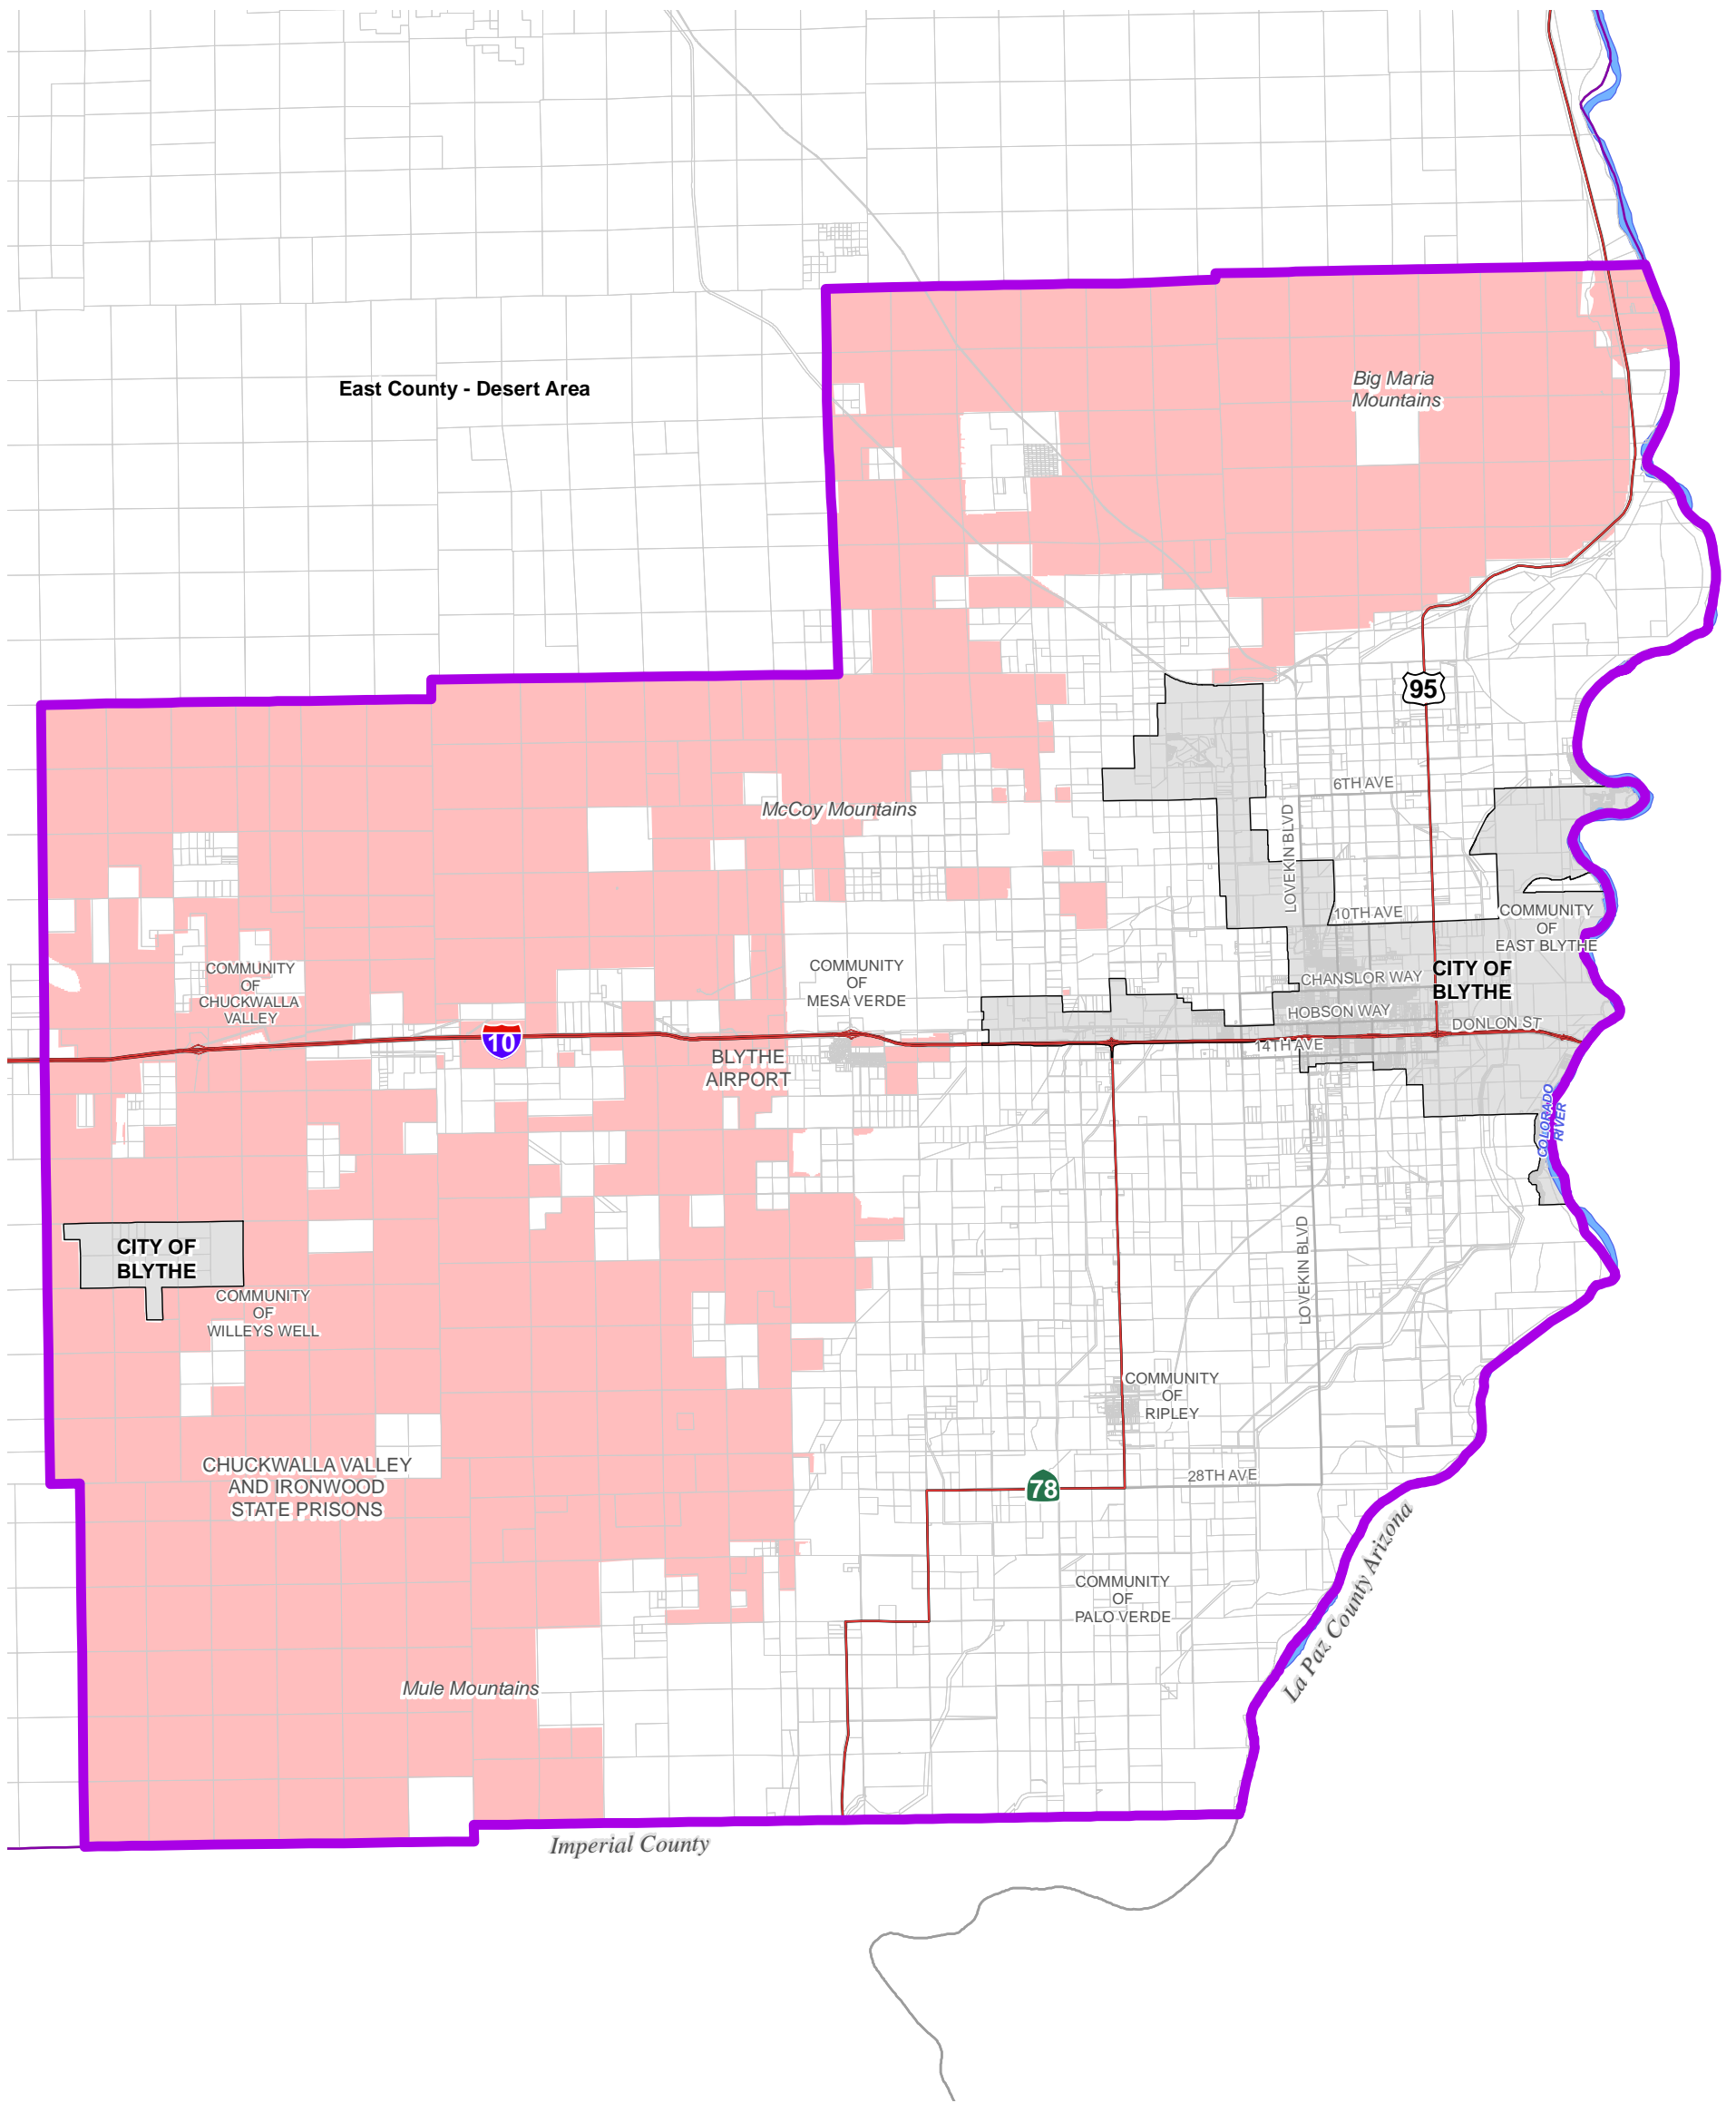 East County - Desert Area
Big Maria
Mountains
95
6TH AVE
McCoy Mountains
LOVEKIN BLVD
10TH AVE
COMMUNITY
OF
EAST BLYTHE
COMMUNITY
OF
CHUCKWALLA
VALLEY
COMMUNITY
OF
MESA VERDE
CITY OF
BLYTHE
CHANSLOR WAY
HOBSON WAY
DONLON ST
10
14TH AVE
BLYTHE
AIRPORT
COLORADO
RIVER
CITY OF
BLYTHE
COMMUNITY
OF
WILLEYS WELL
LOVEKIN BLVD
COMMUNITY
OF
RIPLEY
CHUCKWALLA VALLEY
AND IRONWOOD
STATE PRISONS
78
28TH AVE
La Paz County Arizona
COMMUNITY
OF
PALO VERDE
Mule Mountains
Imperial County